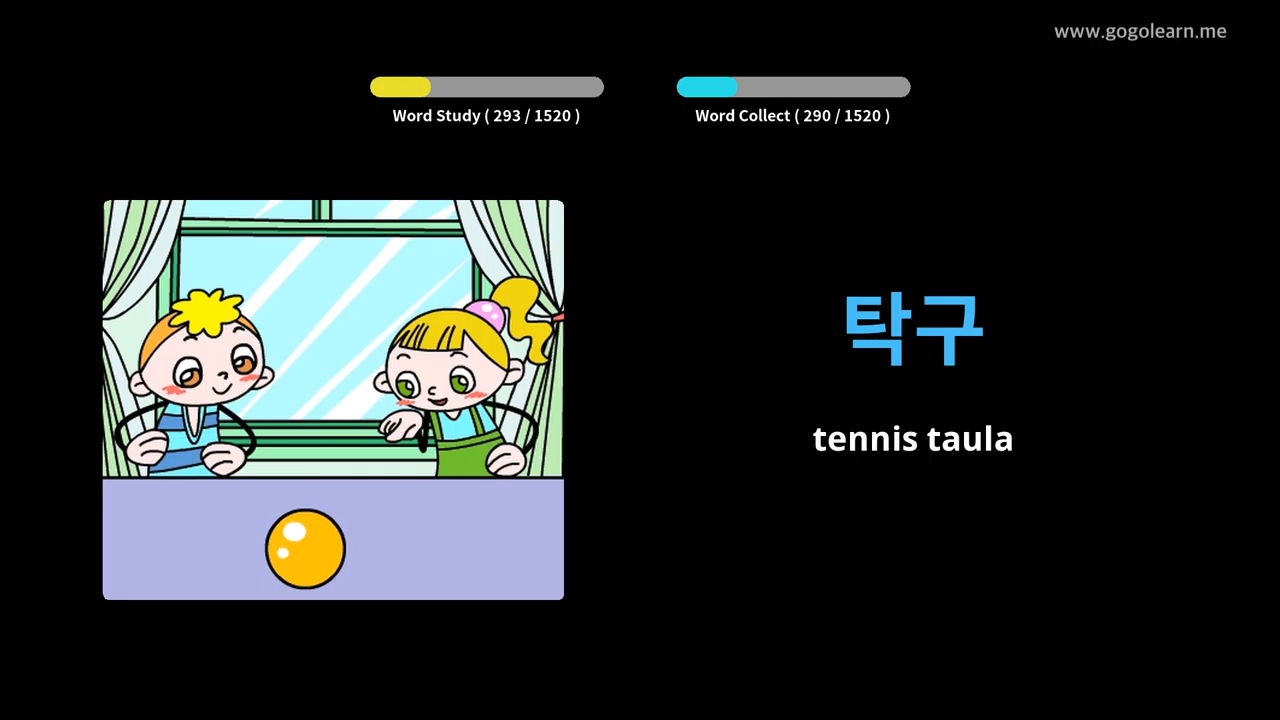 www.gogolearn.me
Word Study ( 293 / 1520 )
Word Collect ( 290 / 1520 )
탁구
tennis taula